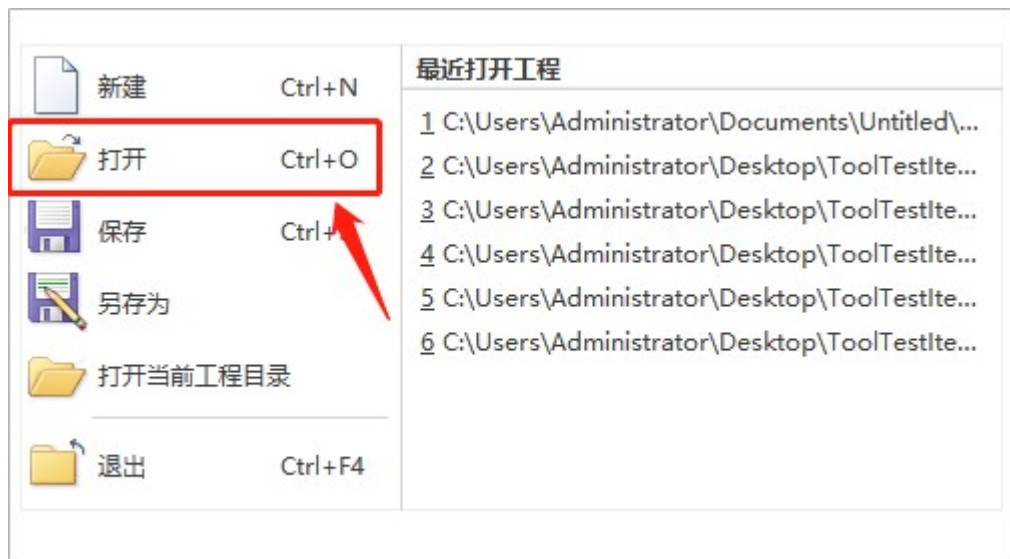 新建 Ctrl+N
打开 Ctrl+O
保存 Ctrl+
另存为
打开当前工程目录
退出 Ctrl+F4
最近打开工程
1 C:\Users\Administrator\Documents\Untitled\...
2 C:\Users\Administrator\Desktop\ToolTestIte...
3 C:\Users\Administrator\Desktop\ToolTestIte...
4 C:\Users\Administrator\Desktop\ToolTestIte...
5 C:\Users\Administrator\Desktop\ToolTestIte...
6 C:\Users\Administrator\Desktop\ToolTestIte...